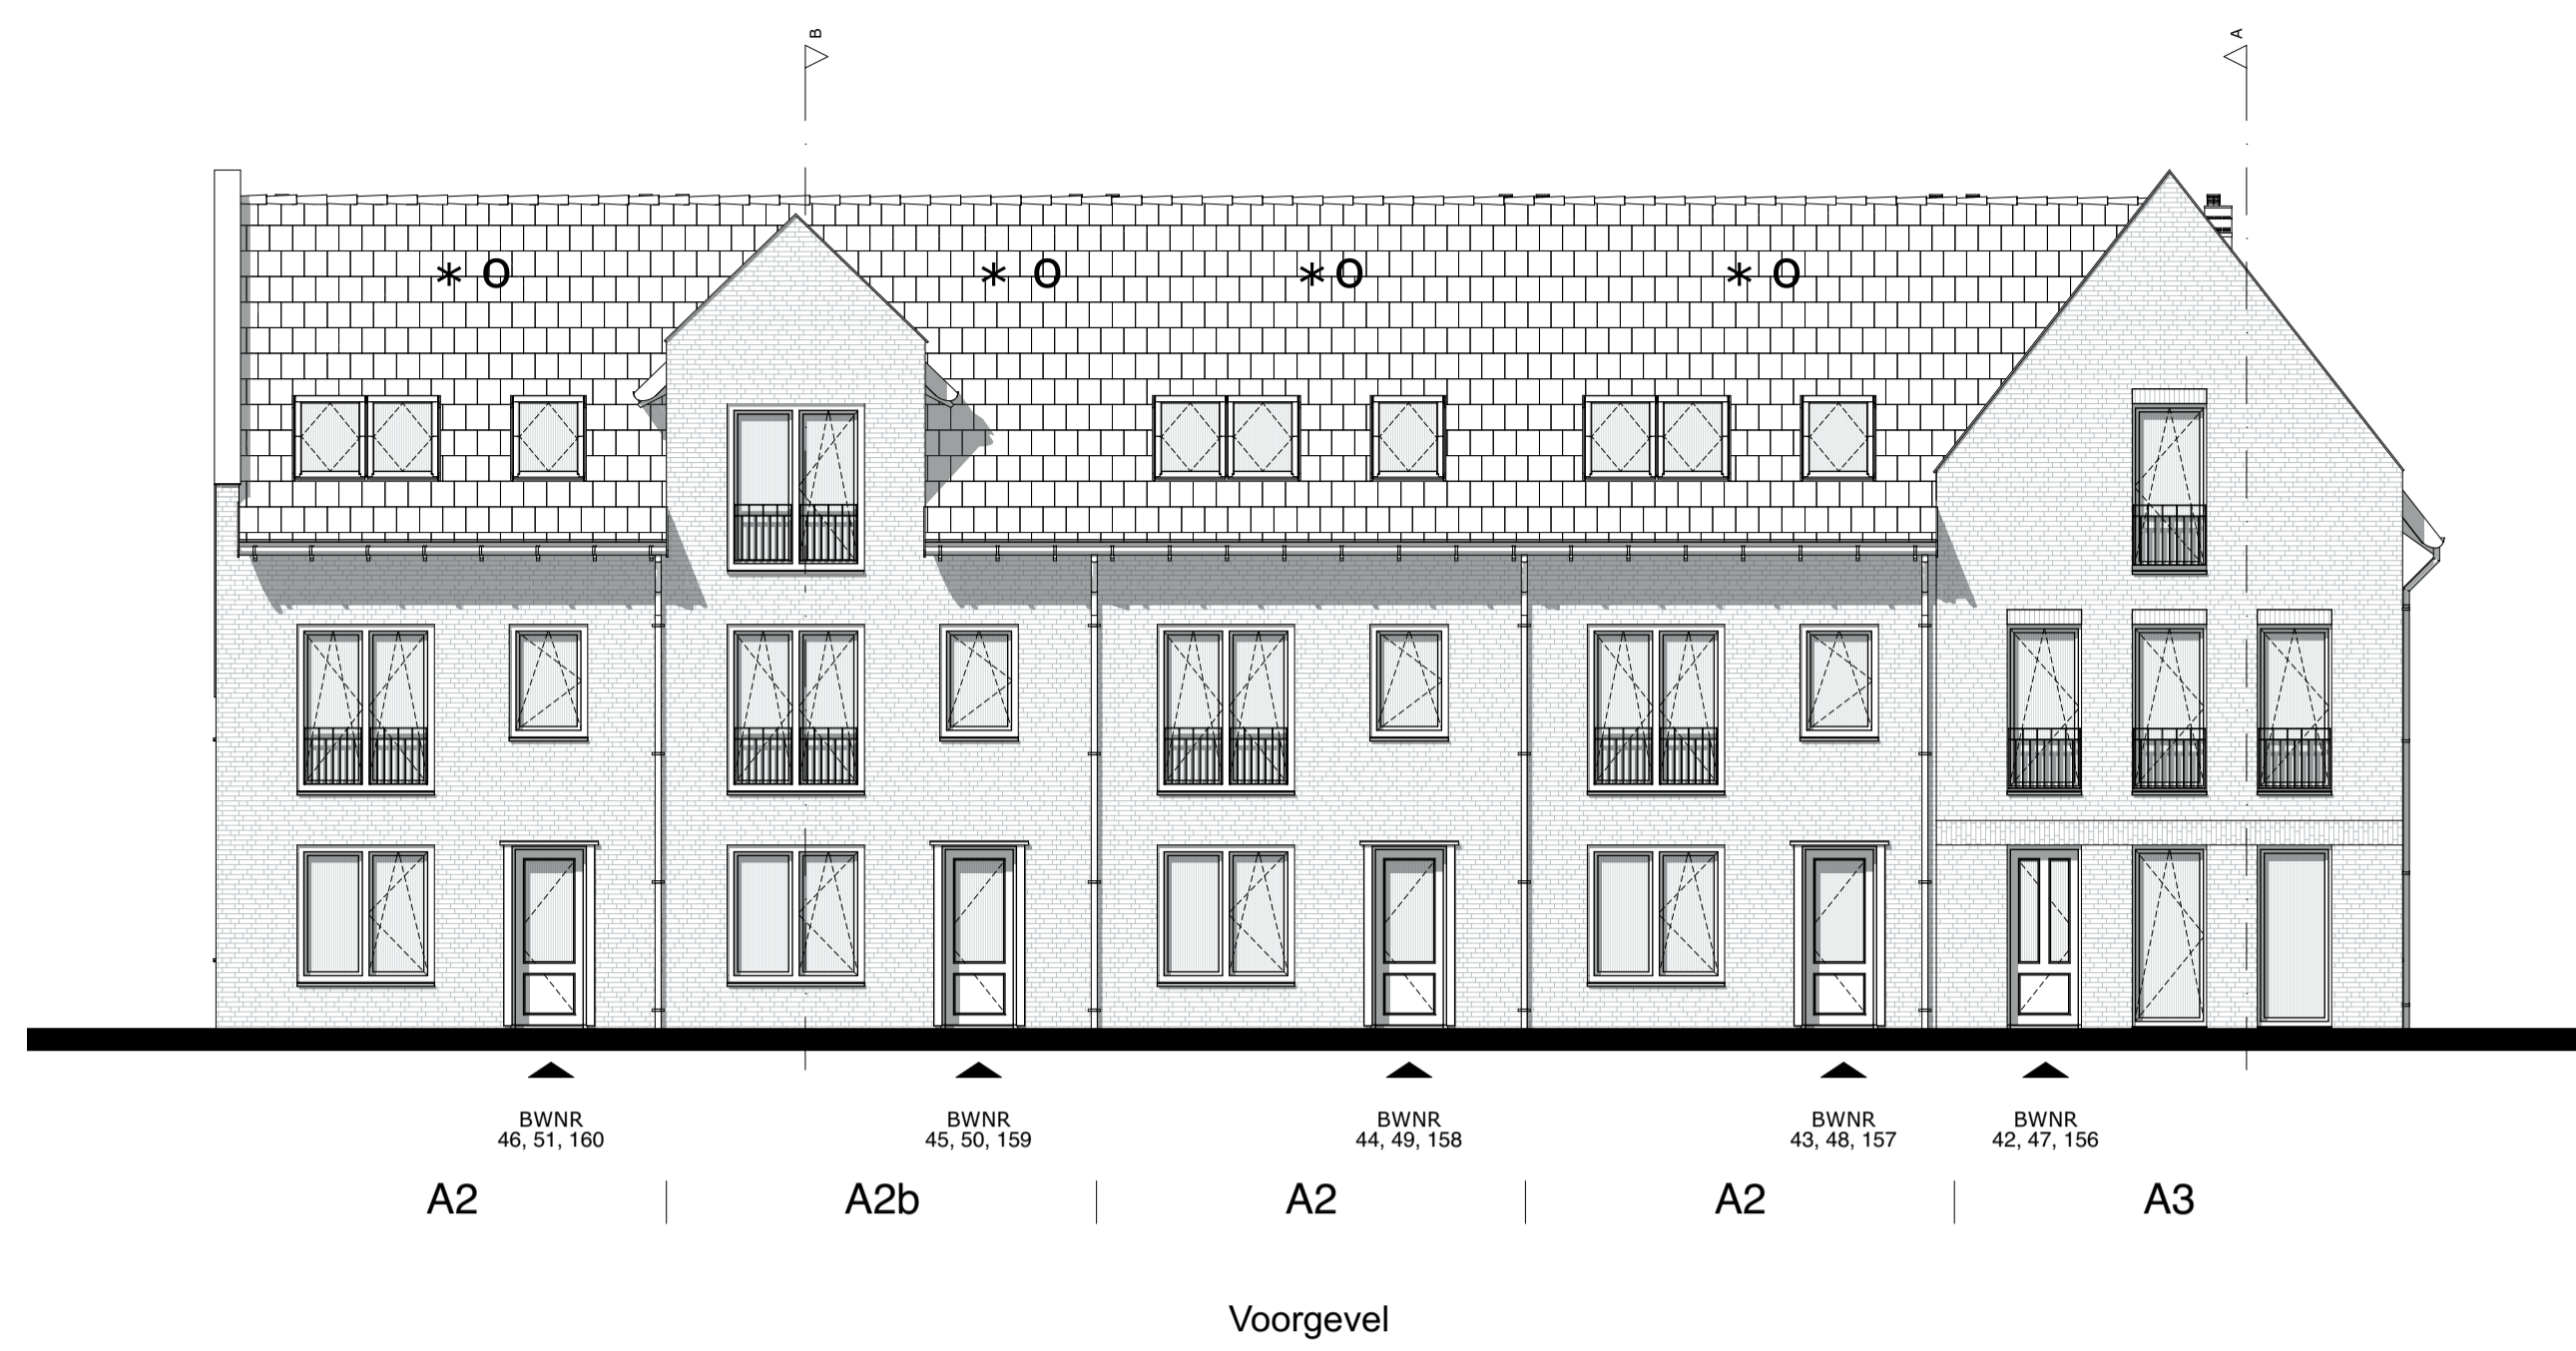 B
A
* O
* O
* O
* O
BWNR
46, 51, 160
BWNR
45, 50, 159
BWNR
44, 49, 158
BWNR
43, 48, 157
BWNR
42, 47, 156
A2
A2b
A2
A2
A3
Voorgevel